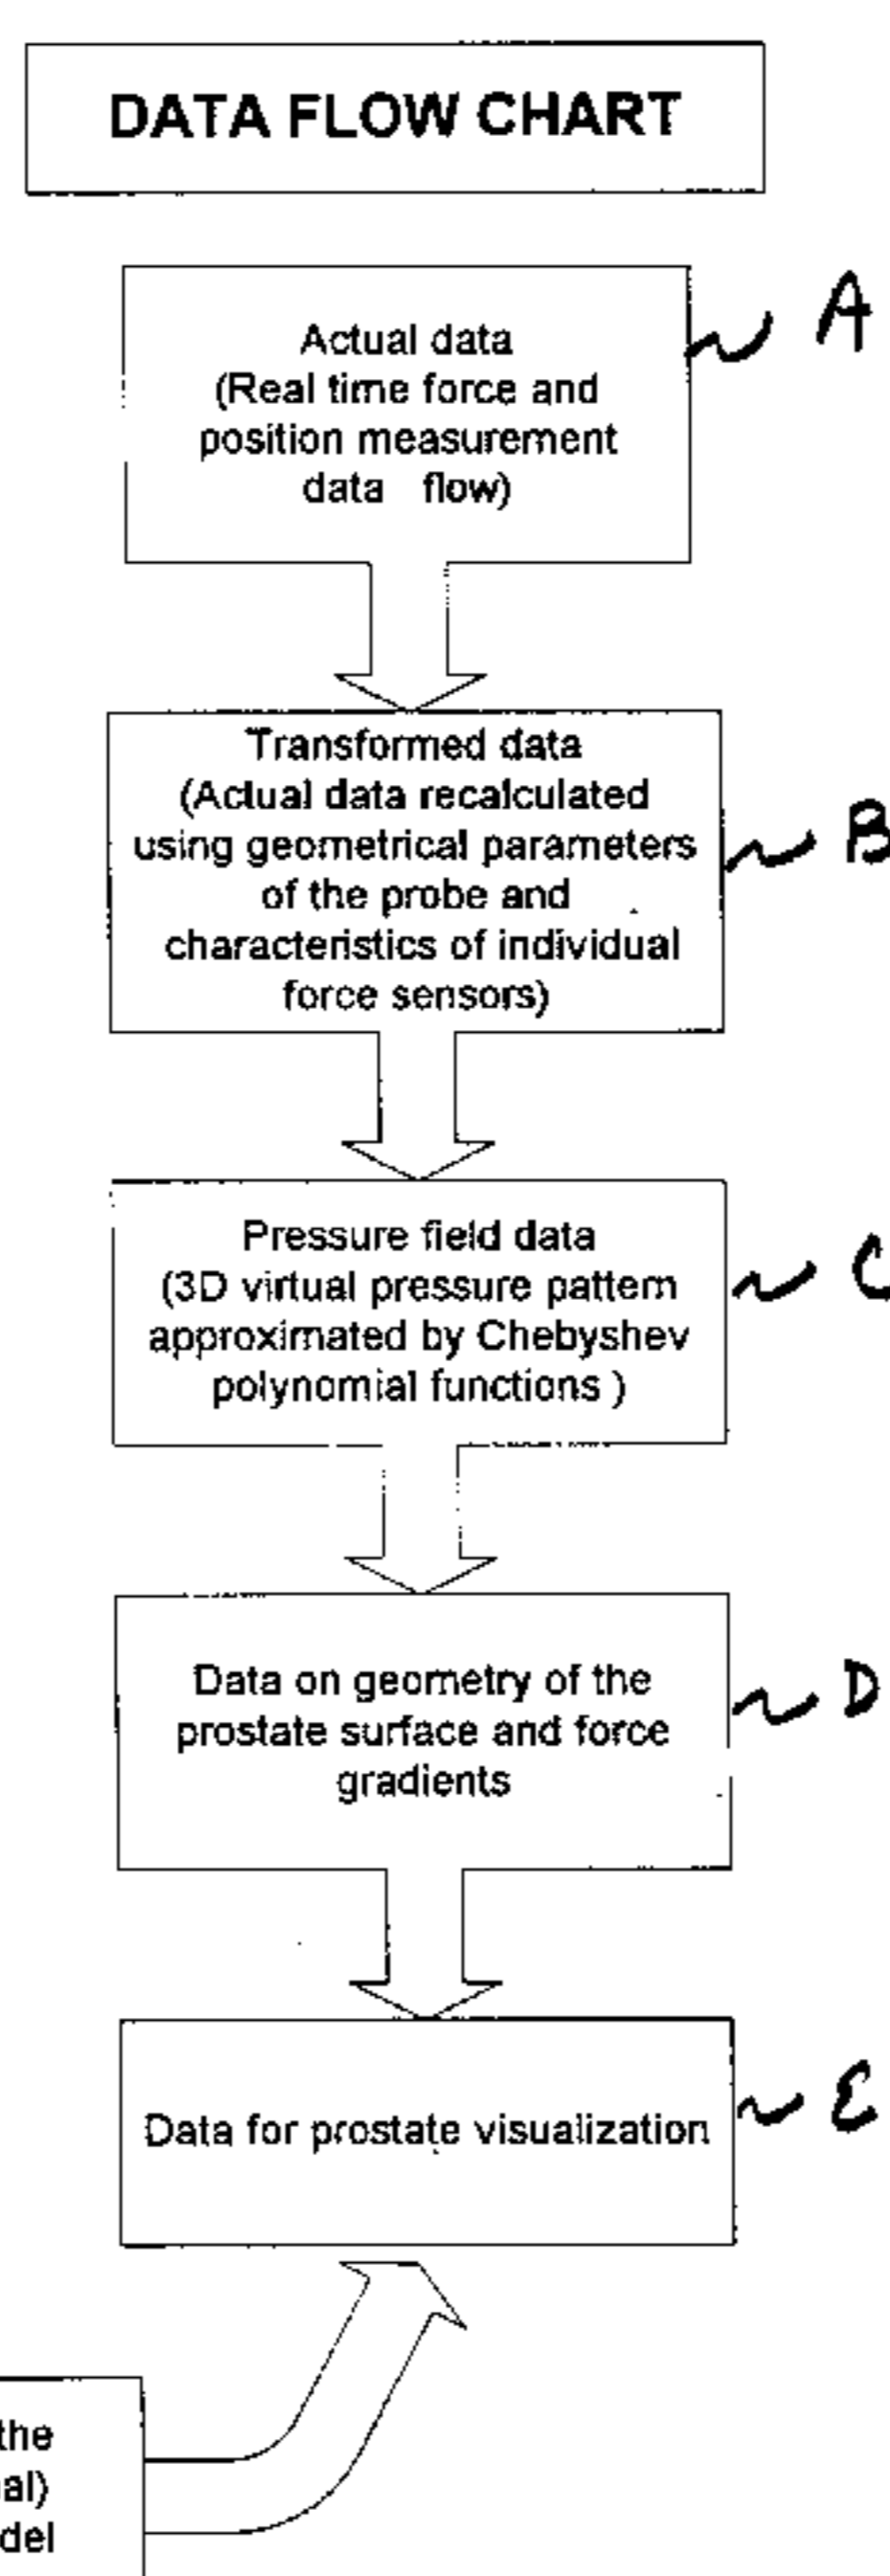 DATA FLOW CHART
Actual data
(Real time force and
position measurement
data flow)
A
Transformed data
(Actual data recalculated
using geometrical parameters
of the probe and
characteristics of individual
force sensors)
B
Pressure field data
(3D virtual pressure pattern
approximated by Chebyshev
polynomial functions )
C
Data on geometry of the
prostate surface and force
gradients
D
Data for prostate visualization
E
the